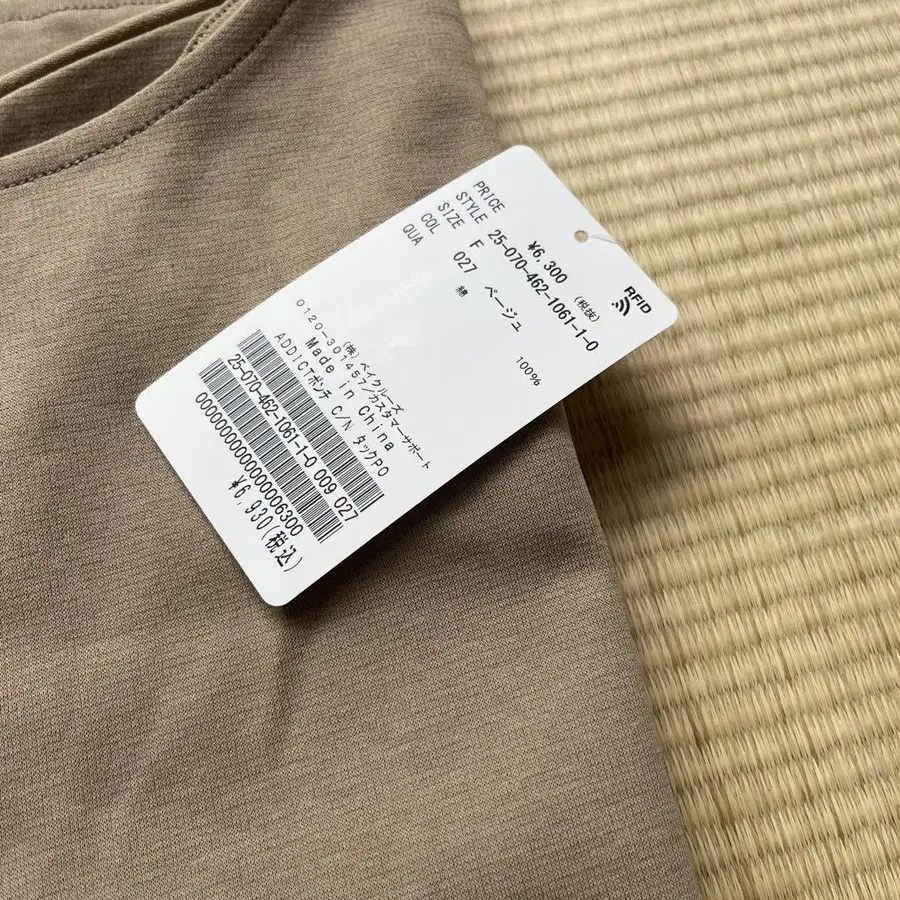 RFID
PRICE ¥6,300 (税抜)
STYLE 25-070-462-1061-1-0
SIZE F
COL 027 ベージュ
QUA 綿 100%
(株)ベイクルーズ
0120-301457/カスタマーサポート
Made in China
ADDICTポンチ C/N タックPO
25-070-462-1061-1-0 009 027
0000000000000006300
¥6,930(税込)